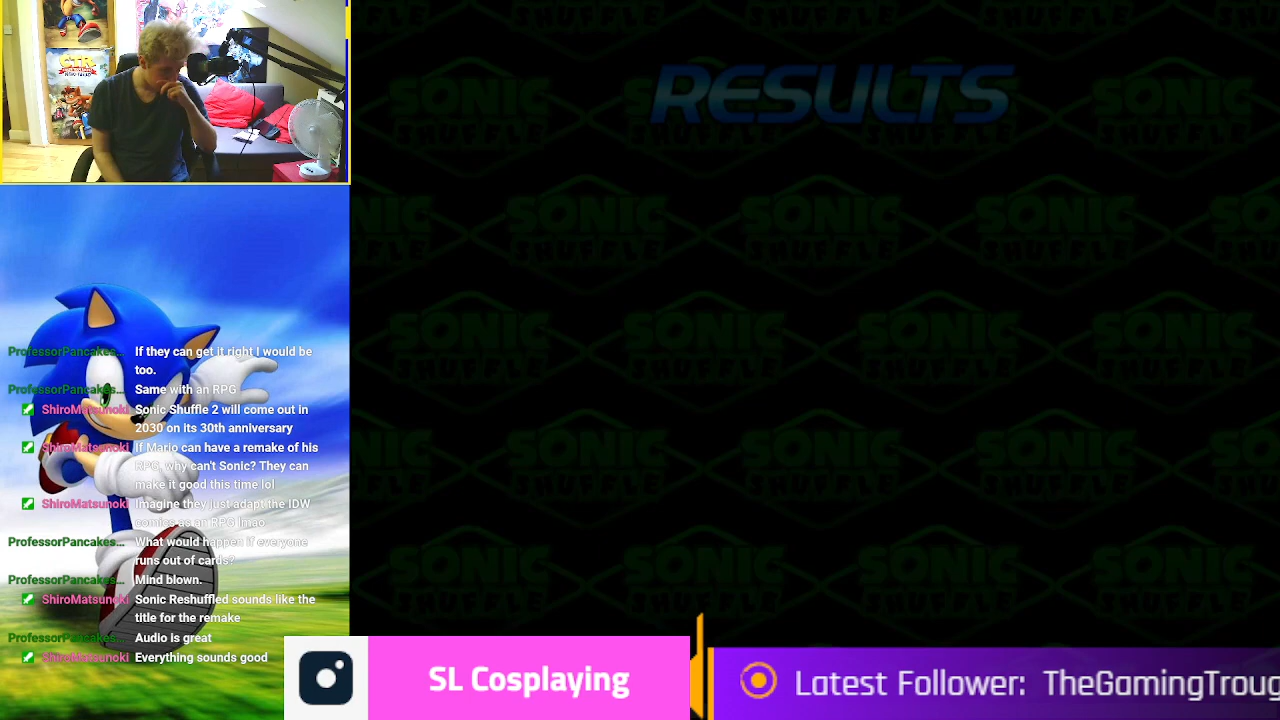 CTR
RESULTS
SONIC SHUFFLE
ProfessorPancakes... If they can get it right I would be
too.
ProfessorPancakes... Same with an RPG
ShiroMatsunoki Sonic Shuffle 2 will come out in
2030 on its 30th anniversary
ShiroMatsunoki If Mario can have a remake of his
RPG, why can't Sonic? They can
make it good this time lol
ShiroMatsunoki Imagine they just adapt the IDW
comics as an RPG lmao
ProfessorPancakes... What would happen if everyone
runs out of cards?
ProfessorPancakes... Mind blown.
ShiroMatsunoki Sonic Reshuffled sounds like the
title for the remake
ProfessorPancakes... Audio is great
ShiroMatsunoki Everything sounds good
SL Cosplaying
Latest Follower: TheGamingTroug